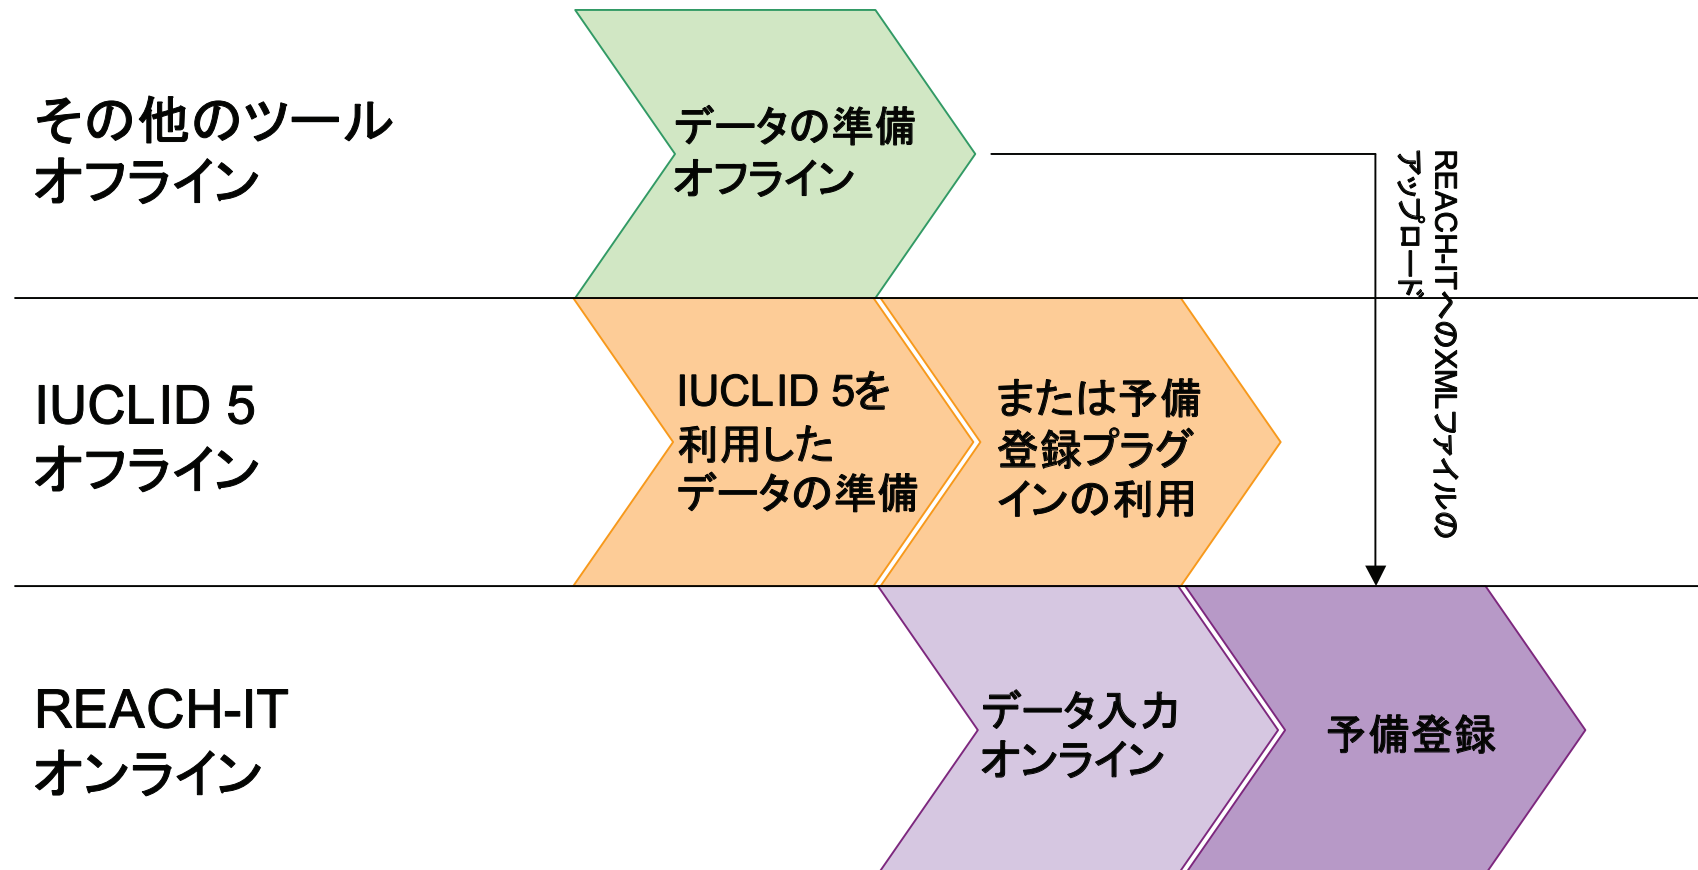 その他のツール
オフライン
データの準備
オフライン
REACH-ITへのXMLファイルの
アップロード
IUCLID 5
オフライン
IUCLID 5を
利用した
データの準備
または予備
登録プラグ
インの利用
REACH-IT
オンライン
データ入力
オンライン
予備登録